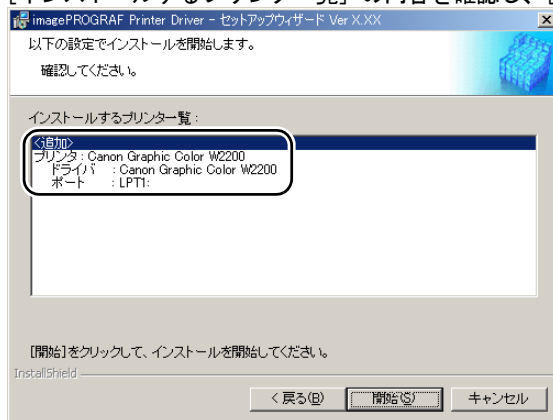 [インストールするプリンター覧] の内容を確認し、[
imagePROGRAF Printer Driver - セットアップウィザード Ver X.XX
以下の設定でインストールを開始します。
確認してください。
インストールするプリンター覧:
<追加>
プリンタ : Canon Graphic Color W2200
ドライバ : Canon Graphic Color W2200
ポート : LPT1:
[開始]をクリックして、インストールを開始してください。
InstallShield
< 戻る(B) 開始(S) キャンセル